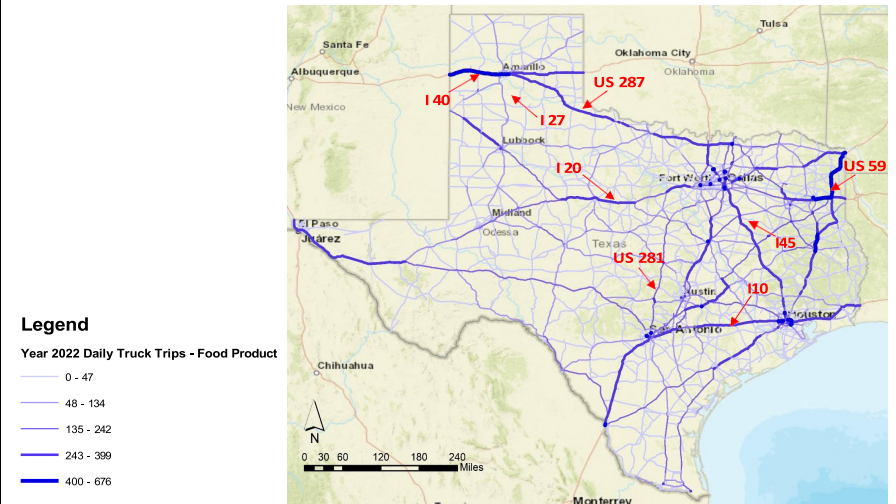 Tulsa
Santa Fe
Oklahoma City
Amarillo
Oklahoma
Albuquerque
US 287
I 40
New Mexico
I 27
Lubbock
US 59
I 20
Fort Worth
Dallas
Midland
El Paso
Odessa
Juárez
Texas
I45
US 281
Austin
I10
Houston
San Antonio
Legend
Year 2022 Daily Truck Trips - Food Product
0 - 47
48 - 134
135 - 242
243 - 399
400 - 676
Chihuahua
N
0 30 60 120 180 240
Miles
Monterrey